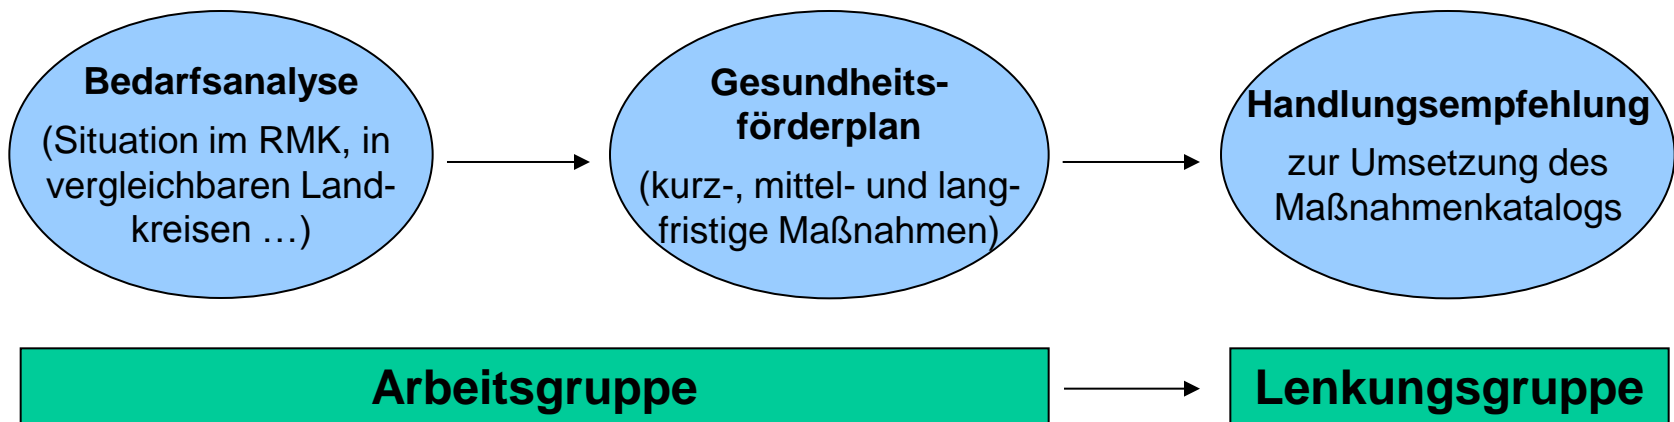 Bedarfsanalyse
(Situation im RMK, in
vergleichbaren Land-
kreisen …)
Gesundheits-
förderplan
(kurz-, mittel- und lang-
fristige Maßnahmen)
Handlungsempfehlung
zur Umsetzung des
Maßnahmenkatalogs
Arbeitsgruppe
Lenkungsgruppe